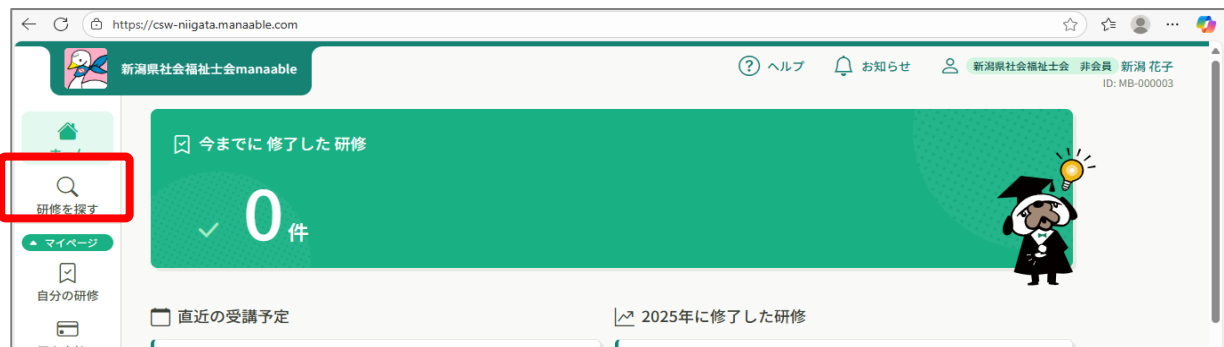 https://csw-niigata.manaable.com
新潟県社会福祉士会manaable
ヘルプ
お知らせ
新潟県社会福祉士会 非会員 新潟 花子
ID: MB-000003
研修を探す
マイページ
自分の研修
今までに 修了した 研修
0件
直近の受講予定
2025年に修了した研修